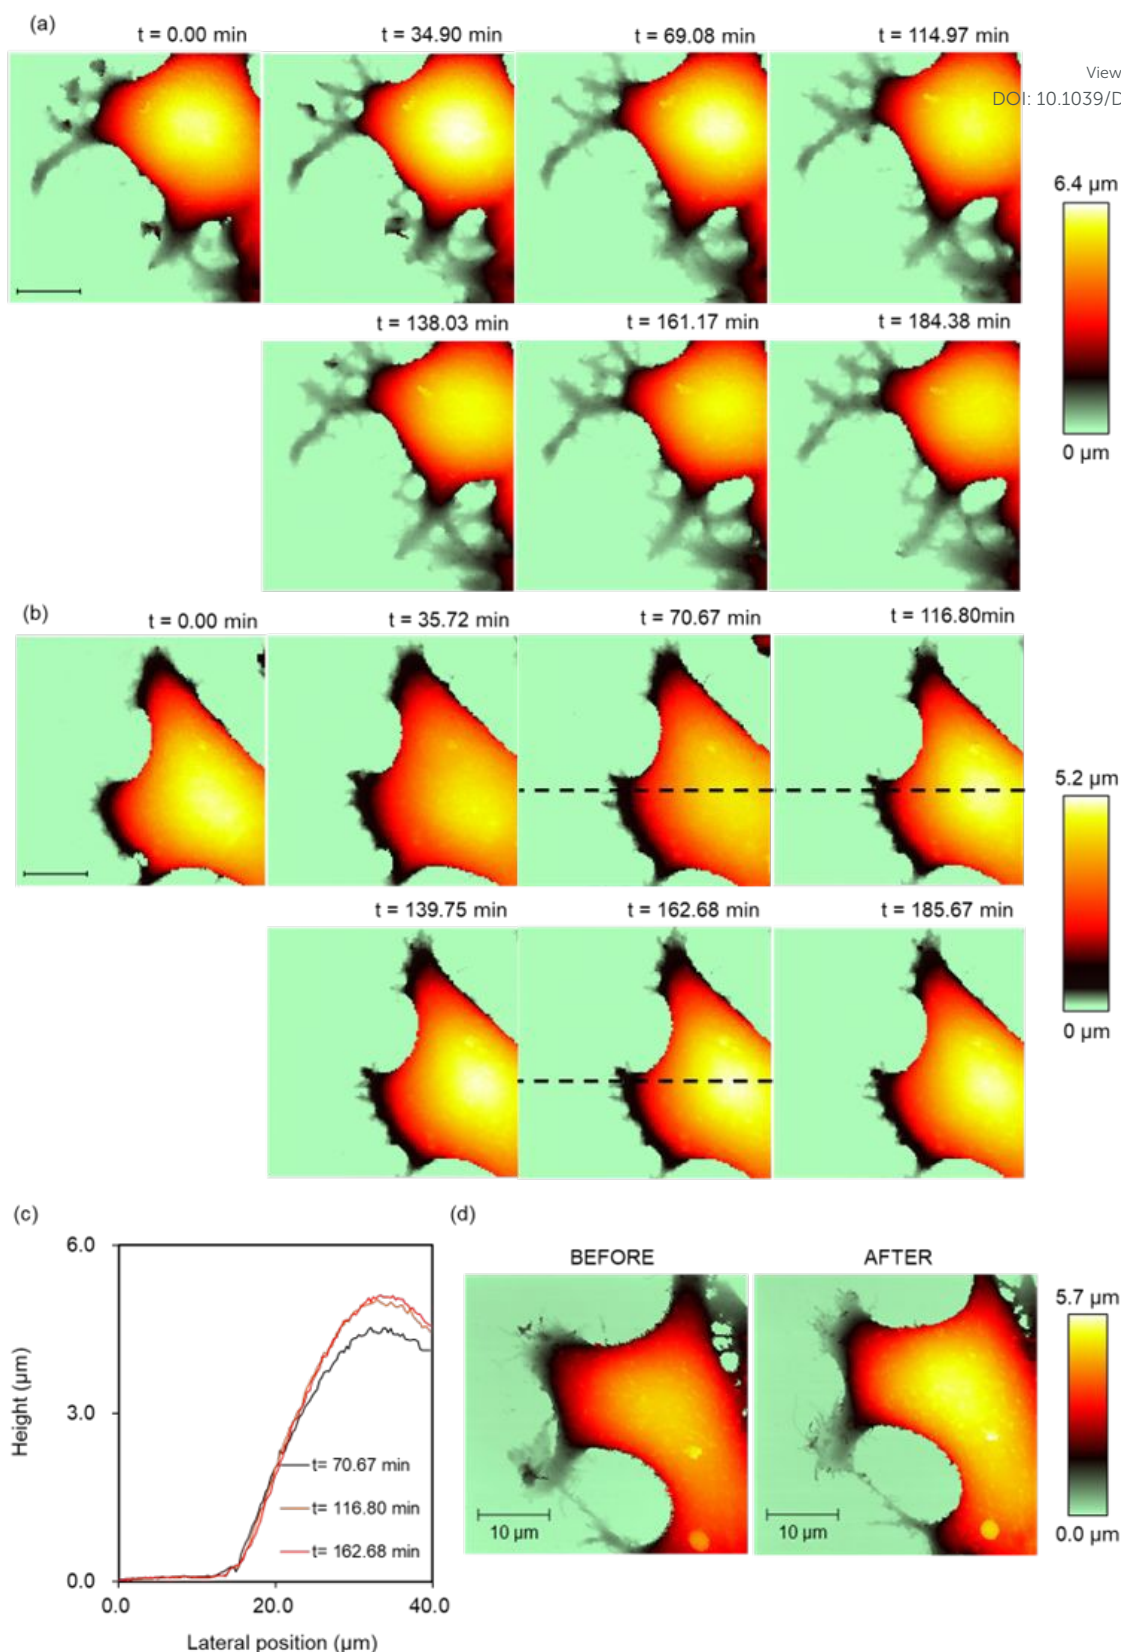 (a)
t = 0.00 min
t = 34.90 min
t = 69.08 min
t = 114.97 min
View
DOI: 10.1039/D
6.4 µm
0 µm
t = 138.03 min
t = 161.17 min
t = 184.38 min
(b)
t = 0.00 min
t = 35.72 min
t = 70.67 min
t = 116.80min
5.2 µm
0 µm
t = 139.75 min
t = 162.68 min
t = 185.67 min
(c)
6.0
3.0
0.0
Height (µm)
t= 70.67 min
t= 116.80 min
t= 162.68 min
0.0
20.0
40.0
Lateral position (µm)
(d)
BEFORE
AFTER
10 µm
10 µm
5.7 µm
0.0 µm